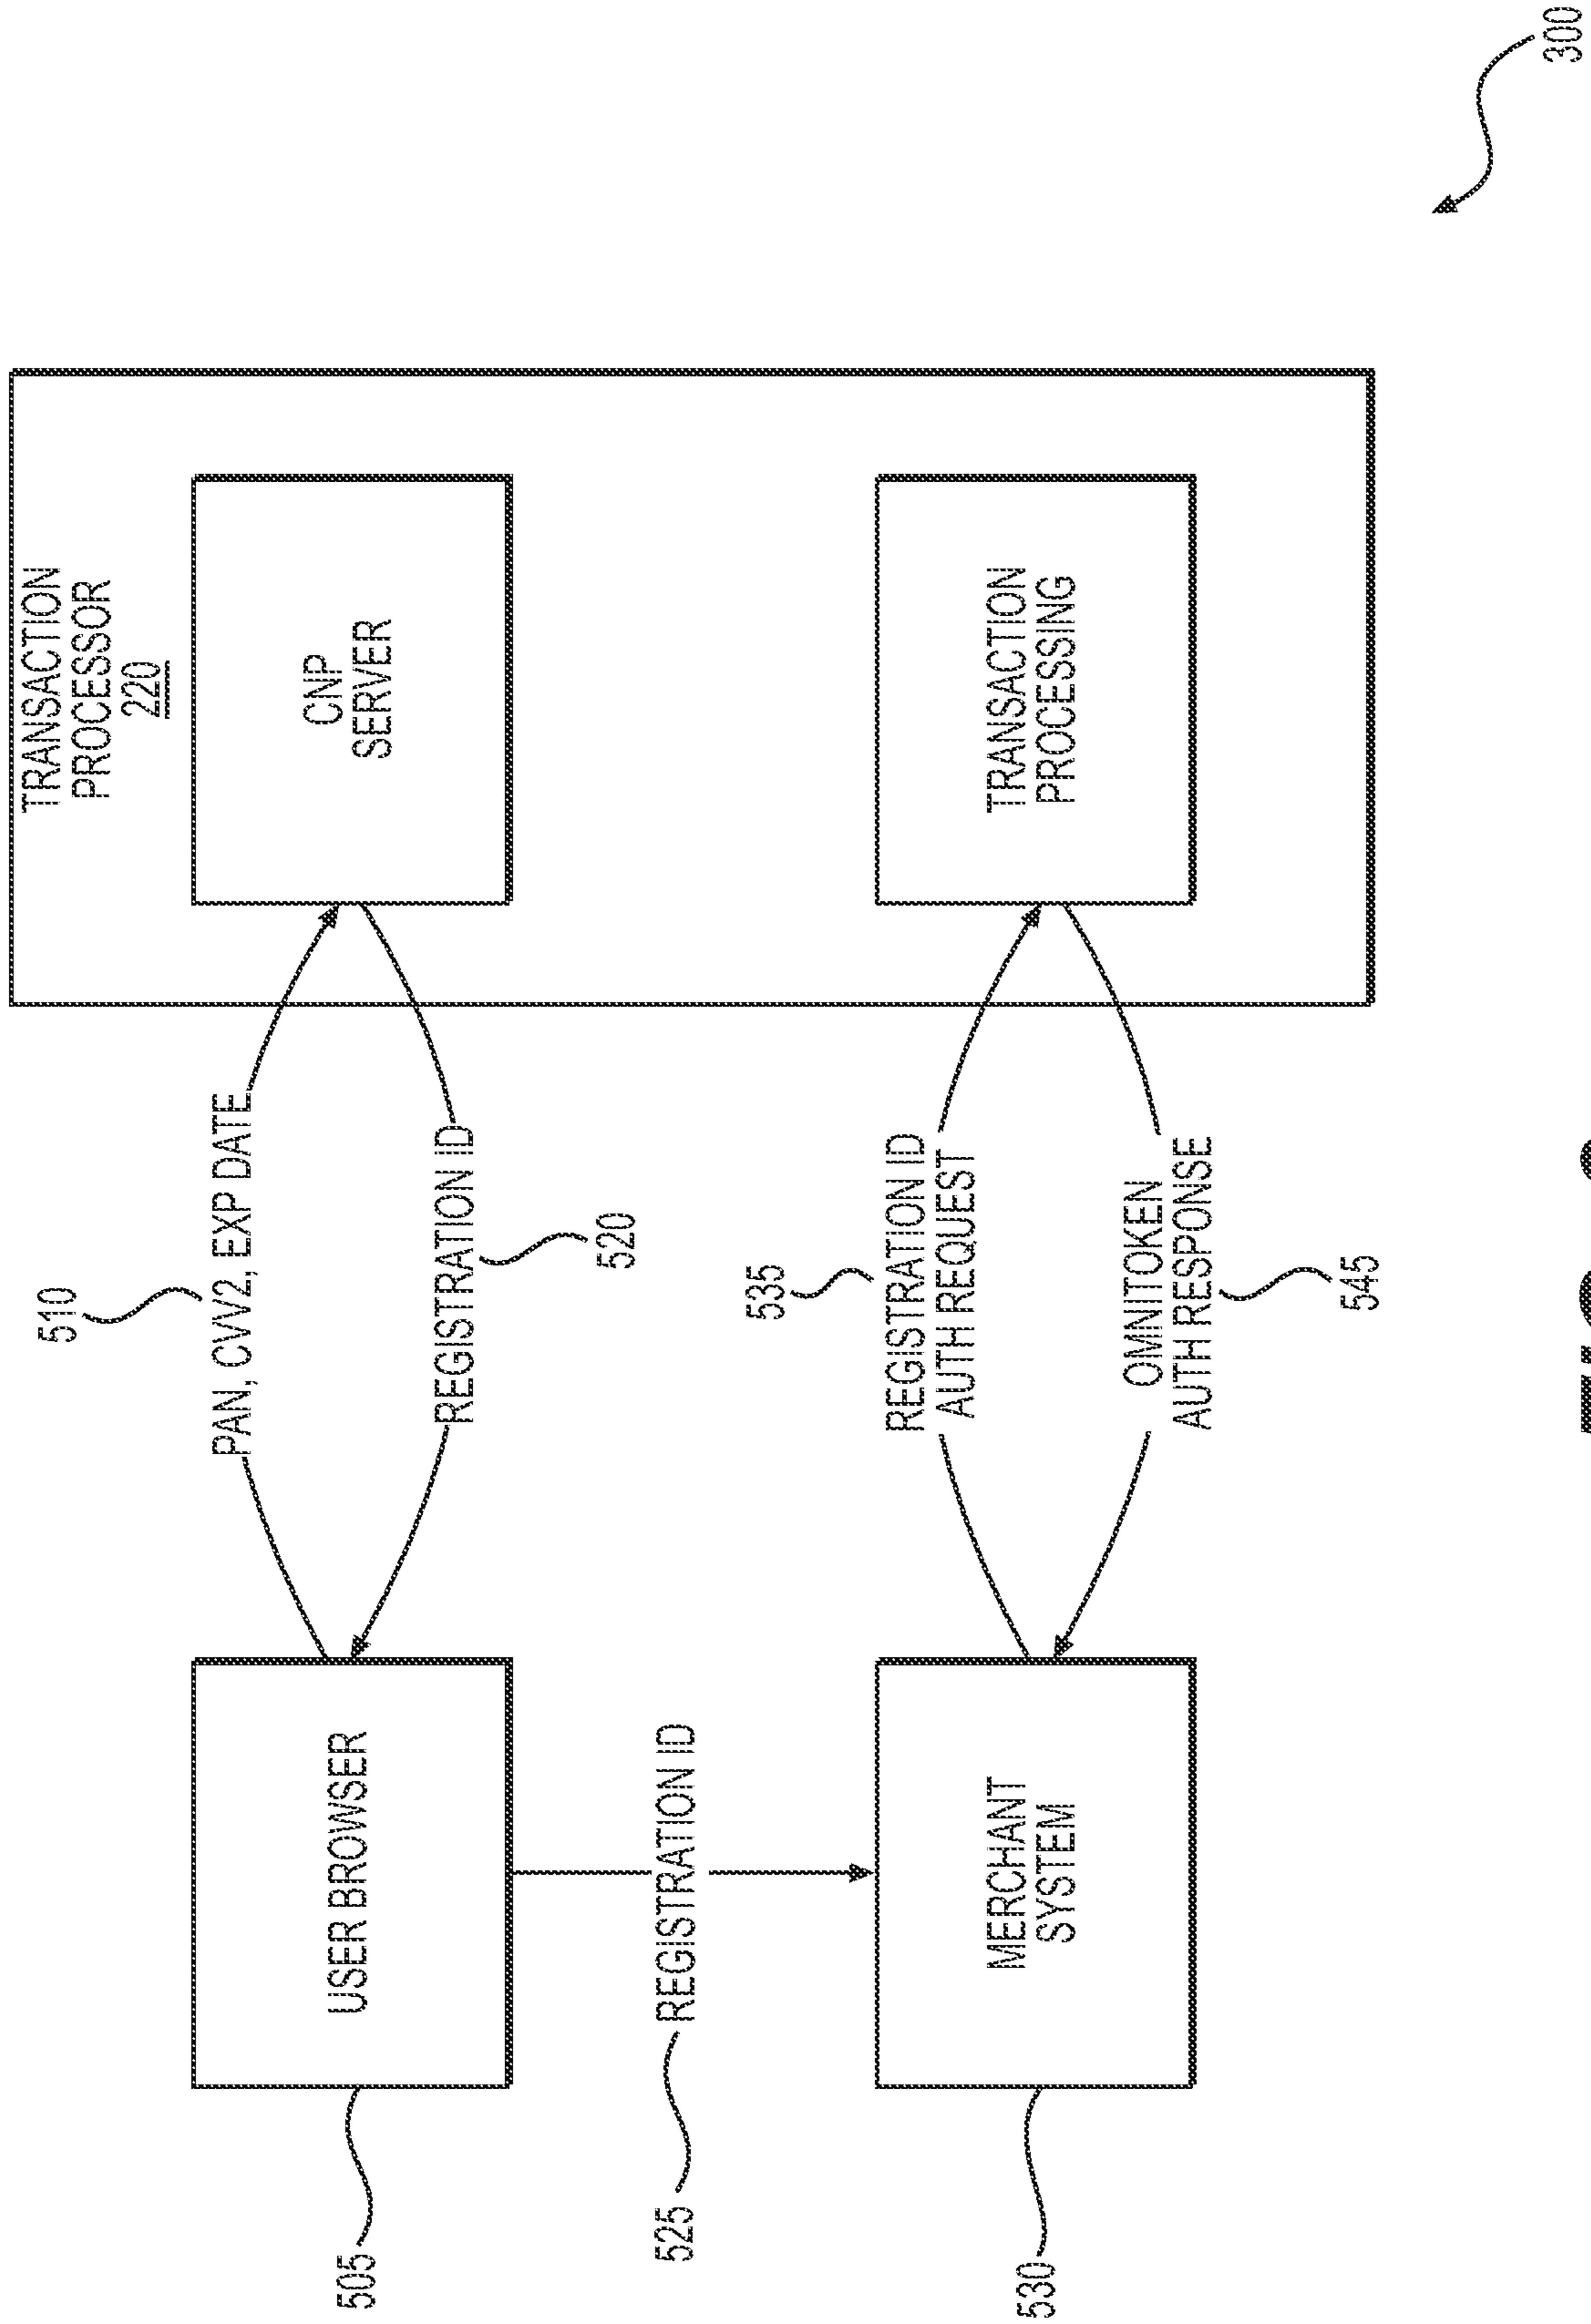 TRANSACTION
PROCESSOR
220
510
PAN, CVV2, EXP DATE
CNP
SERVER
USER BROWSER
505
REGISTRATION ID
520
525
REGISTRATION ID
535
REGISTRATION ID
AUTH REQUEST
TRANSACTION
PROCESSING
MERCHANT
SYSTEM
530
OMNITOKEN
AUTH RESPONSE
545
300